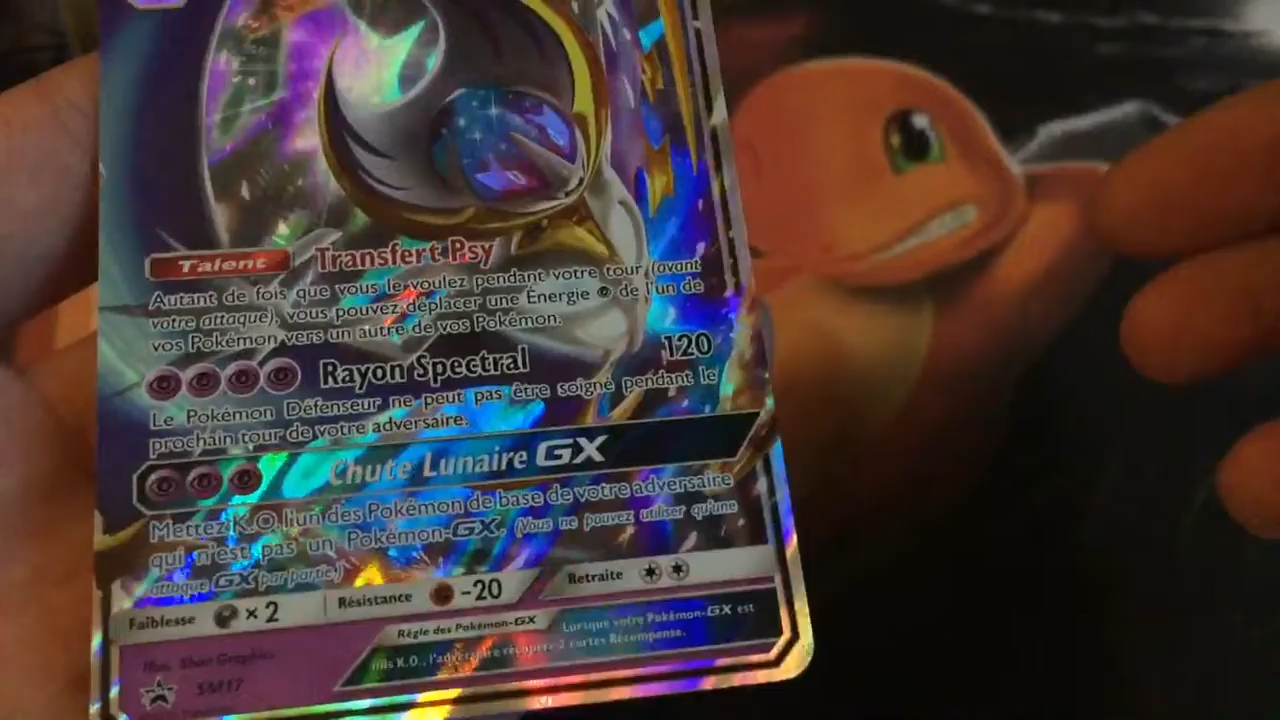 Talent Transfert Psy
Autant de fois que vous le voulez pendant votre tour (avant
votre attaque), vous pouvez déplacer une Énergie de l'un de
vos Pokémon vers un autre de vos Pokémon.
Rayon Spectral 120
Le Pokémon Défenseur ne peut pas être soigné pendant le
prochain tour de votre adversaire.
Chute Lunaire GX
Mettez K.O. l'un des Pokémon de base de votre adversaire
qui n'est pas un Pokémon-GX. (Vous ne pouvez utiliser qu'une
attaque GX par partie.)
Faiblesse ×2 Résistance -20 Retraite
Règle des Pokémon-GX Lorsque votre Pokémon-GX est
mis K.O., l'adversaire récupère 2 cartes Récompense.
Illus. Shin Graphics
SM17